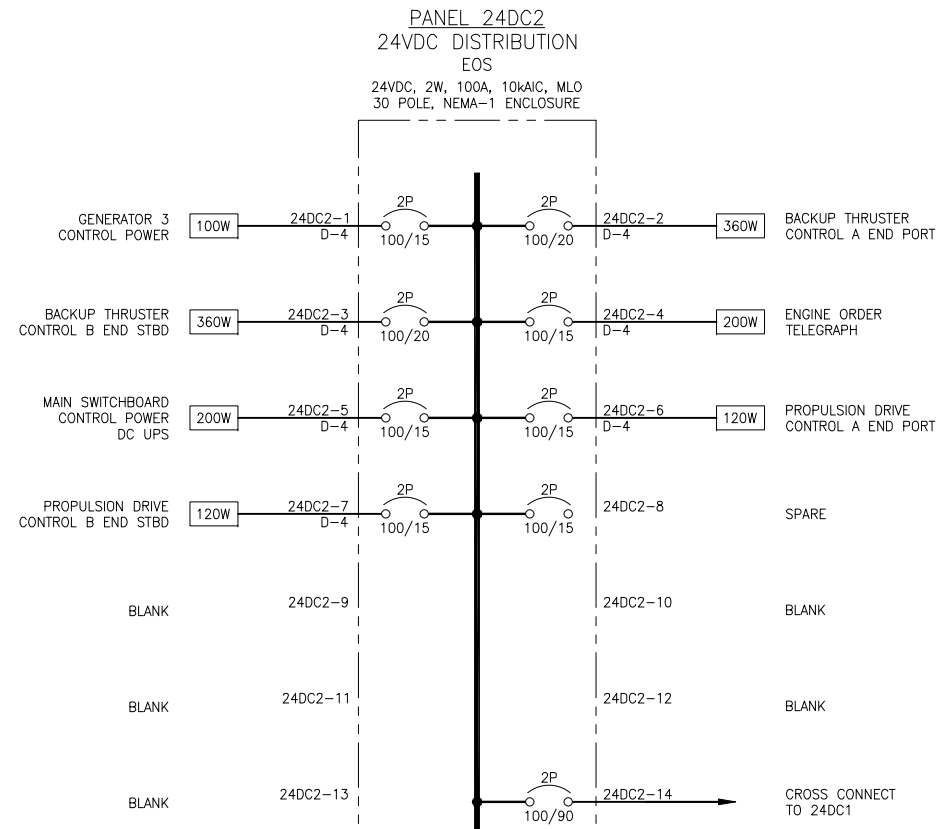 PANEL 24DC2
24VDC DISTRIBUTION
EOS
24VDC, 2W, 100A, 10kAIC, MLO
30 POLE, NEMA-1 ENCLOSURE
GENERATOR 3
CONTROL POWER
100W
24DC2-1
D-4
2P
100/15
2P
100/20
24DC2-2
D-4
360W
BACKUP THRUSTER
CONTROL A END PORT
BACKUP THRUSTER
CONTROL B END STBD
360W
24DC2-3
D-4
2P
100/20
2P
100/15
24DC2-4
D-4
200W
ENGINE ORDER
TELEGRAPH
MAIN SWITCHBOARD
CONTROL POWER
DC UPS
200W
24DC2-5
D-4
2P
100/15
2P
100/15
24DC2-6
D-4
120W
PROPULSION DRIVE
CONTROL A END PORT
PROPULSION DRIVE
CONTROL B END STBD
120W
24DC2-7
D-4
2P
100/15
2P
100/15
24DC2-8
SPARE
BLANK
24DC2-9
24DC2-10
BLANK
BLANK
24DC2-11
24DC2-12
BLANK
BLANK
24DC2-13
2P
100/90
24DC2-14
CROSS CONNECT
TO 24DC1